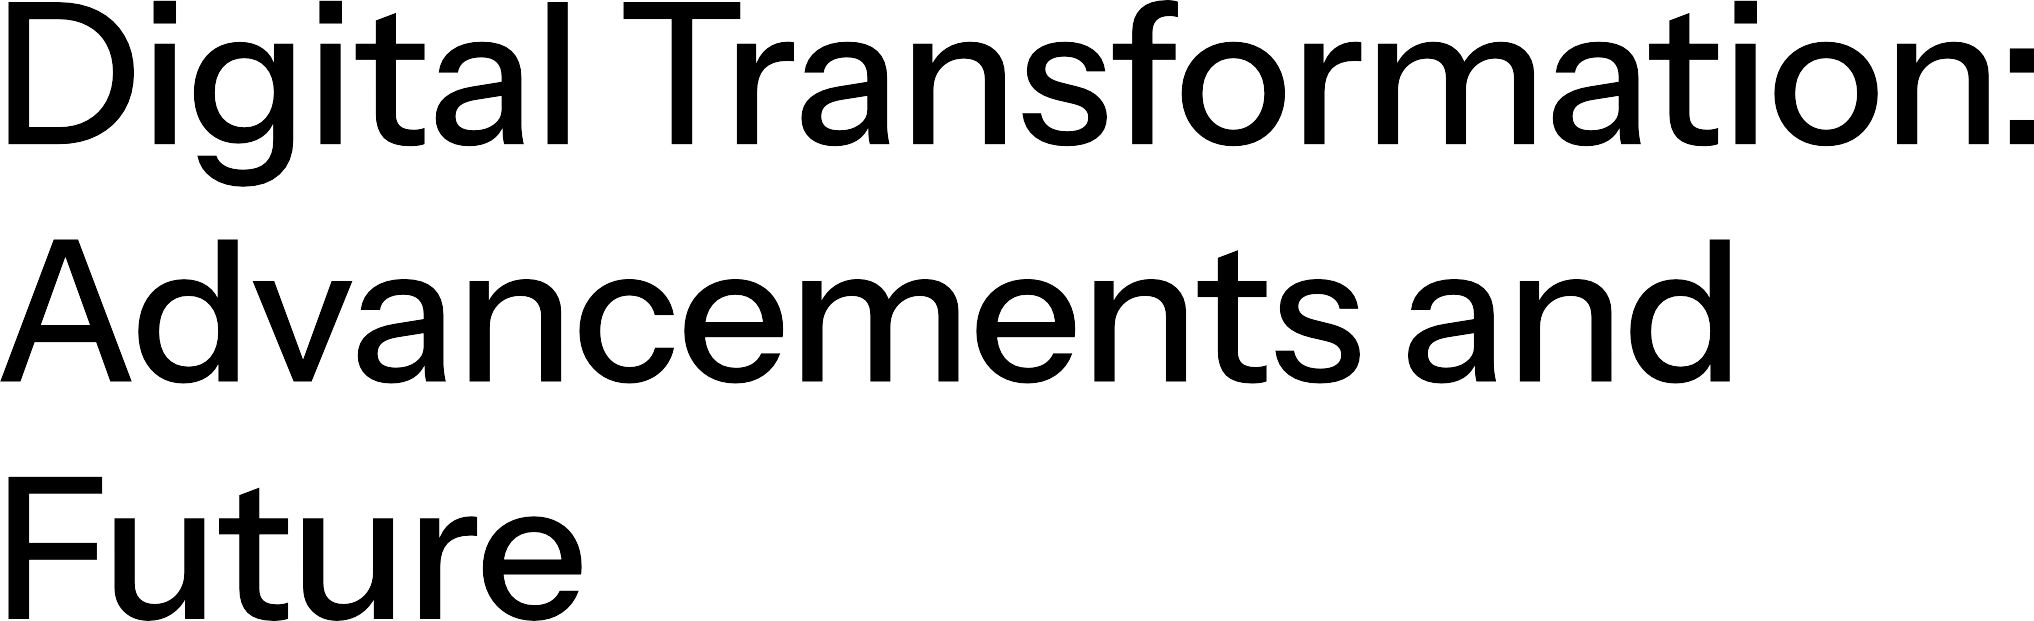 Digital Transformation:
Advancements and
Future